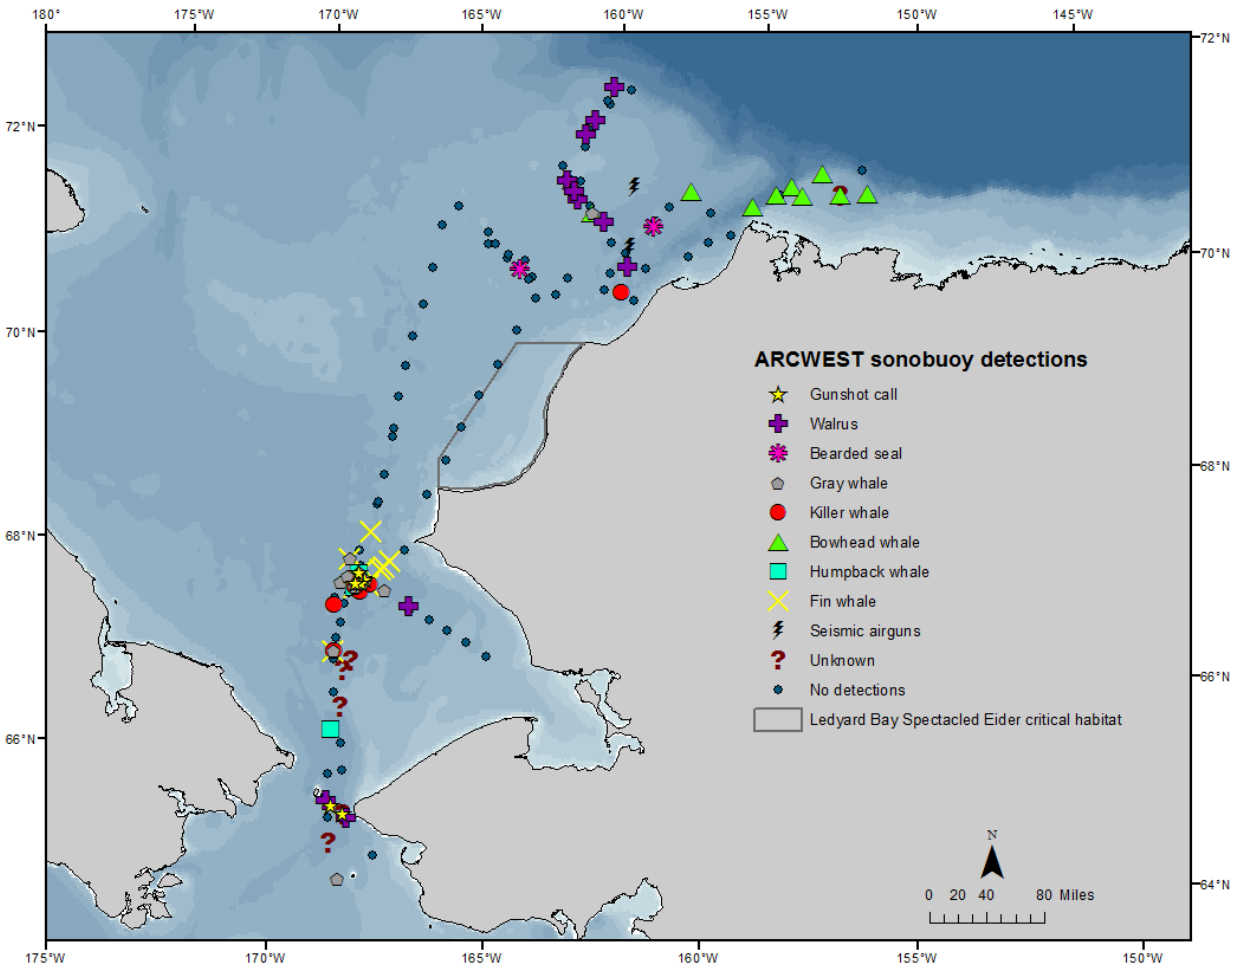 180° 175°W 170°W 165°W 160°W 155°W 150°W 145°W
72°N
72°N
70°N
70°N
68°N
68°N
66°N
66°N
64°N
ARCWEST sonobuoy detections
Gunshot call
Walrus
Bearded seal
Gray whale
Killer whale
Bowhead whale
Humpback whale
Fin whale
Seismic airguns
? Unknown
No detections
Ledyard Bay Spectacled Eider critical habitat
N
0 20 40 80 Miles
175°W 170°W 165°W 160°W 155°W 150°W